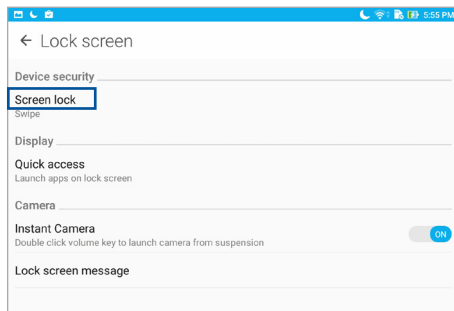 5:55 PM
Lock screen
Device security
Screen lock
Swipe
Display
Quick access
Launch apps on lock screen
Camera
Instant Camera
Double click volume key to launch camera from suspension
ON
Lock screen message